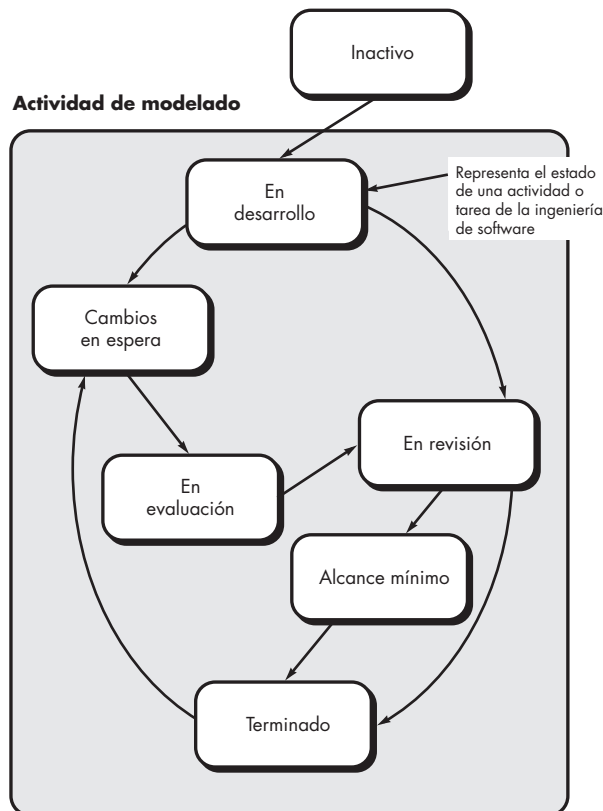 Inactivo
Actividad de modelado
En
desarrollo
Representa el estado
de una actividad o
tarea de la ingeniería
de software
Cambios
en espera
En revisión
En
evaluación
Alcance mínimo
Terminado